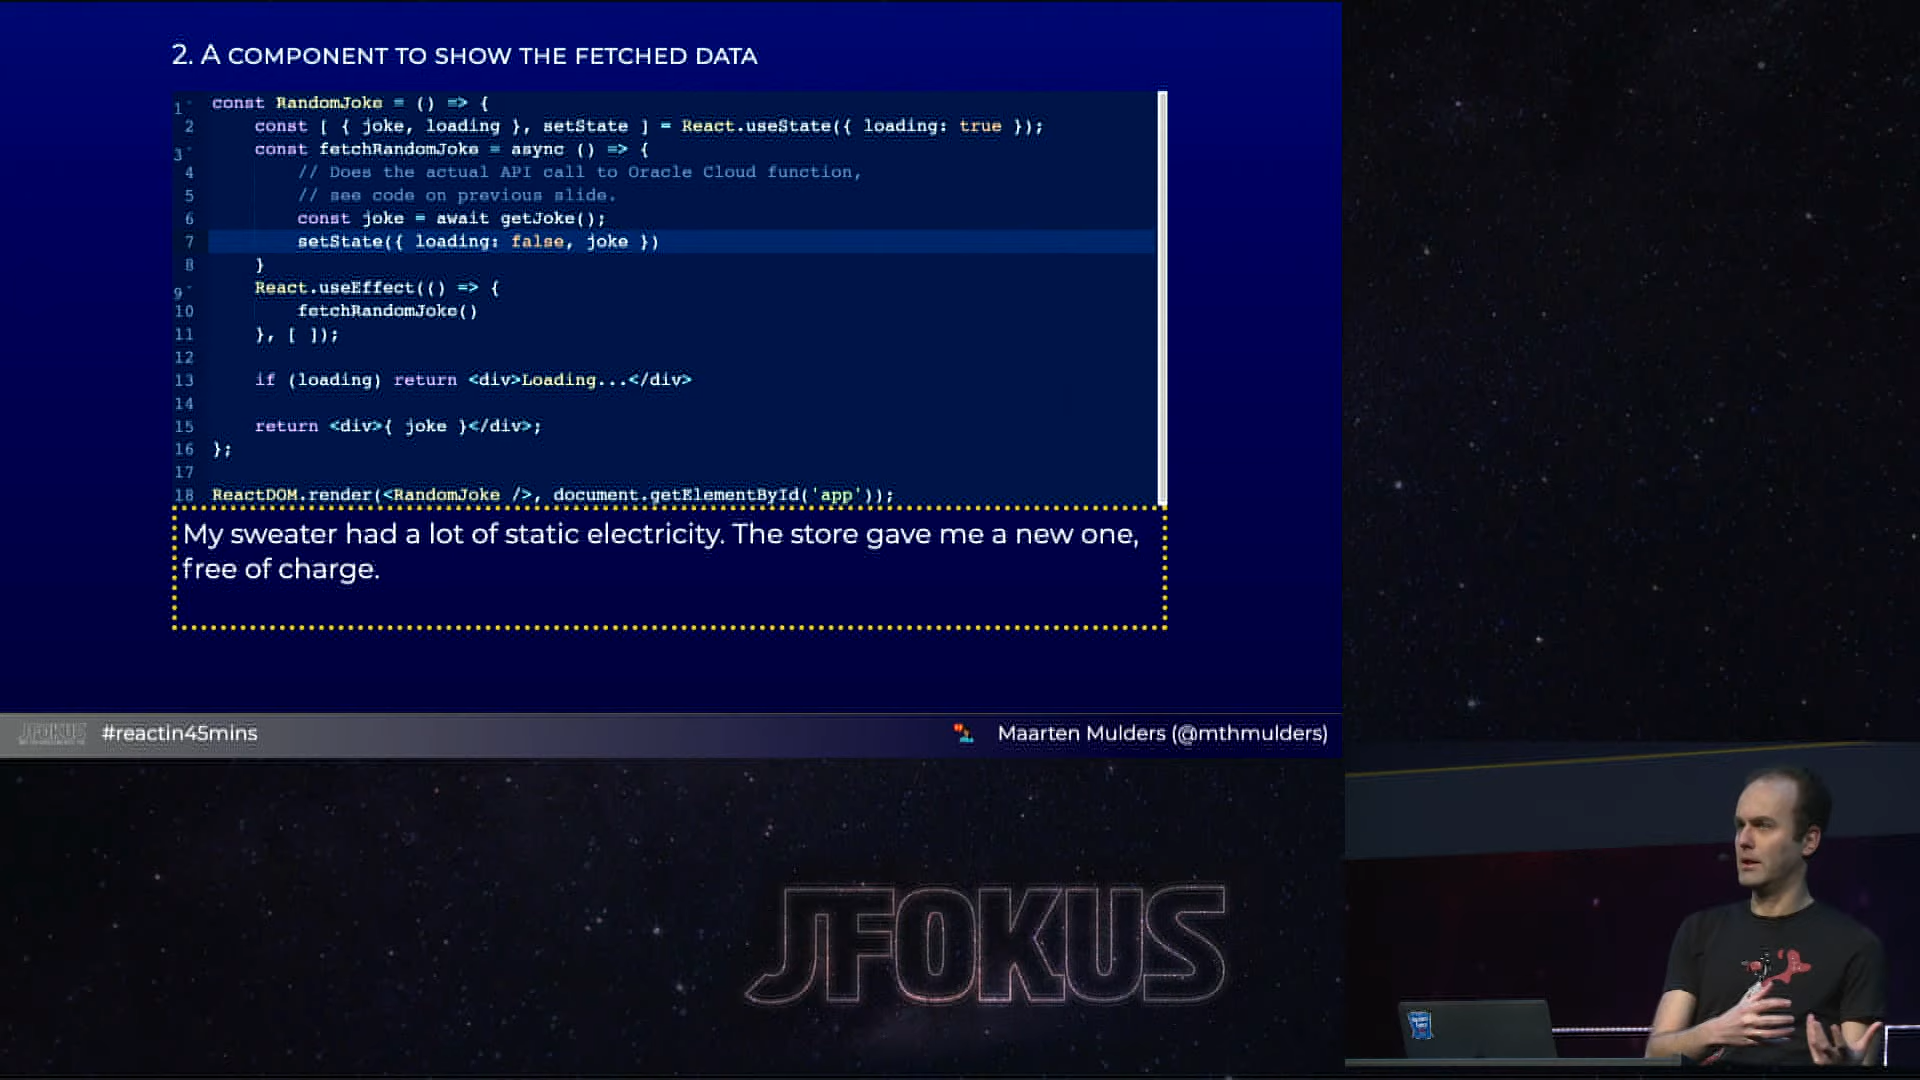 2. A COMPONENT TO SHOW THE FETCHED DATA
1 const RandomJoke = () => {
2 const [ { joke, loading }, setState ] = React.useState({ loading: true });
3 const fetchRandomJoke = async () => {
4 // Does the actual API call to Oracle Cloud function,
5 // see code on previous slide.
6 const joke = await getJoke();
7 setState({ loading: false, joke })
8 }
9 React.useEffect(() => {
10 fetchRandomJoke()
11 }, [ ]);
12
13 if (loading) return <div>Loading...</div>
14
15 return <div>{ joke }</div>;
16 };
17
18 ReactDOM.render(<RandomJoke />, document.getElementById('app'));
My sweater had a lot of static electricity. The store gave me a new one,
free of charge.
JFOKUS #reactin45mins Maarten Mulders (@mthmulders)
JFOKUS